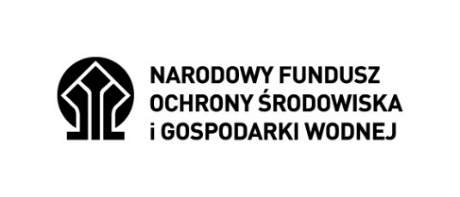 NARODOWY FUNDUSZ
OCHRONY ŚRODOWISKA
i GOSPODARKI WODNEJ